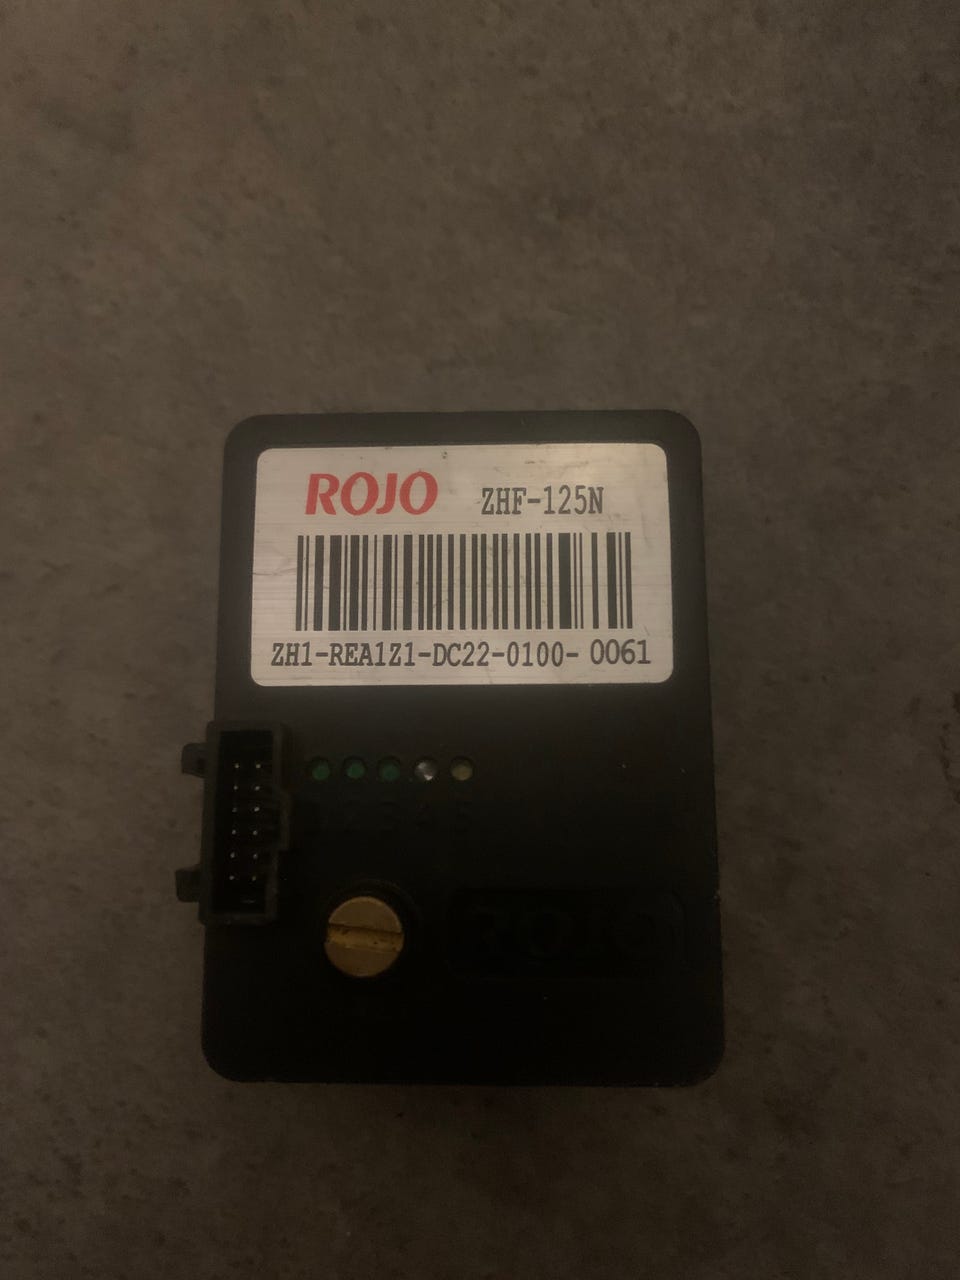 ROJO ZHF-125N
ZH1-REA1Z1-DC22-0100- 0061
ROJO